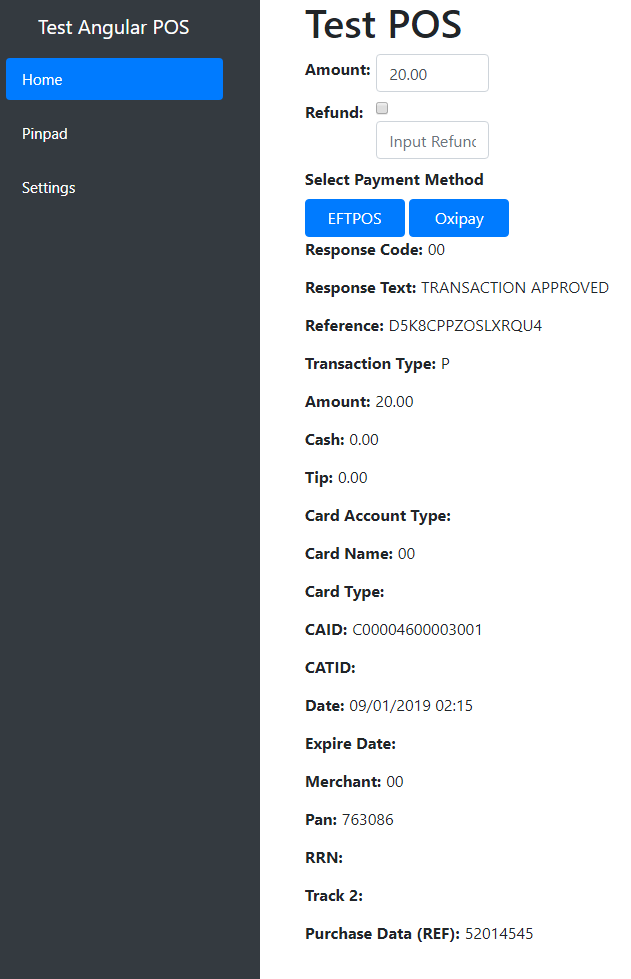 Test Angular POS
Home
Pinpad
Settings
Test POS
Amount: 20.00
Refund:
Input Refunc
Select Payment Method
EFTPOS Oxipay
Response Code: 00
Response Text: TRANSACTION APPROVED
Reference: D5K8CPPZOSLXRQU4
Transaction Type: P
Amount: 20.00
Cash: 0.00
Tip: 0.00
Card Account Type:
Card Name: 00
Card Type:
CAID: C00004600003001
CATID:
Date: 09/01/2019 02:15
Expire Date:
Merchant: 00
Pan: 763086
RRN:
Track 2:
Purchase Data (REF): 52014545